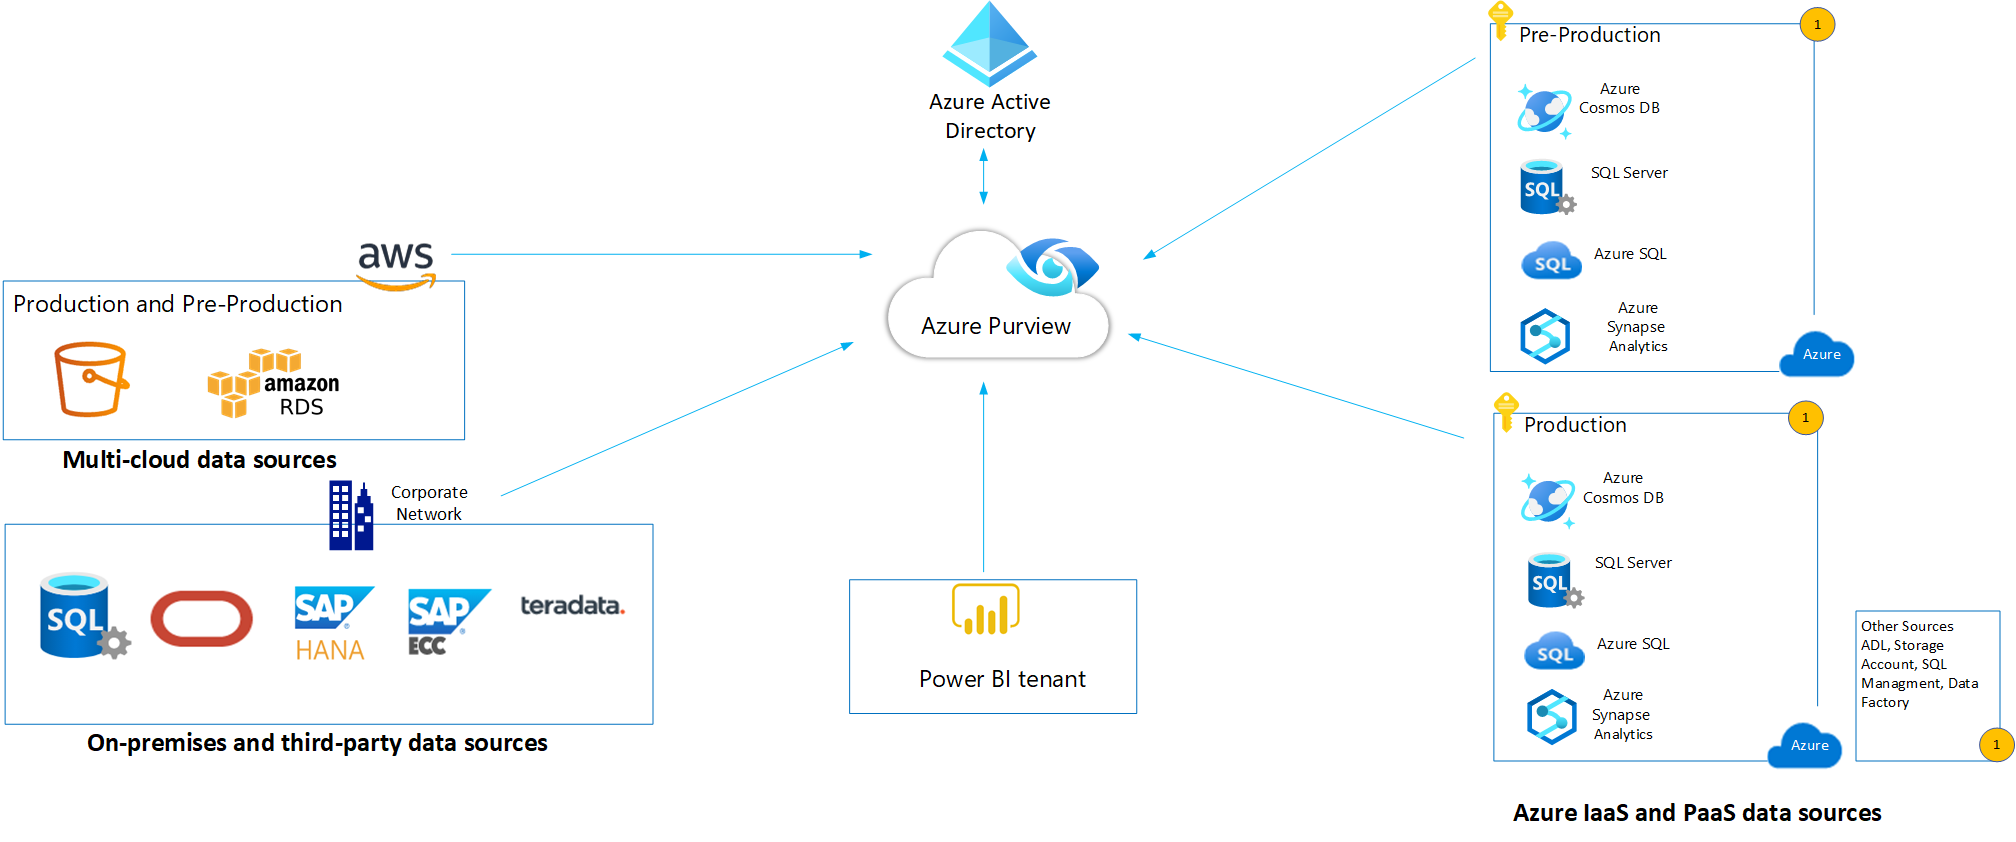 Azure Active
Directory
Azure Purview
aws
Production and Pre-Production
amazon
RDS
Multi-cloud data sources
Corporate
Network
SQL
SAP
HANA
SAP
ECC
teradata.
On-premises and third-party data sources
Power BI tenant
Pre-Production
1
Azure
Cosmos DB
SQL
SQL Server
SQL
Azure SQL
Azure
Synapse
Analytics
Azure
Production
1
Azure
Cosmos DB
SQL
SQL Server
SQL
Azure SQL
Azure
Synapse
Analytics
Azure
Other Sources
ADL, Storage
Account, SQL
Managment, Data
Factory
1
Azure IaaS and PaaS data sources